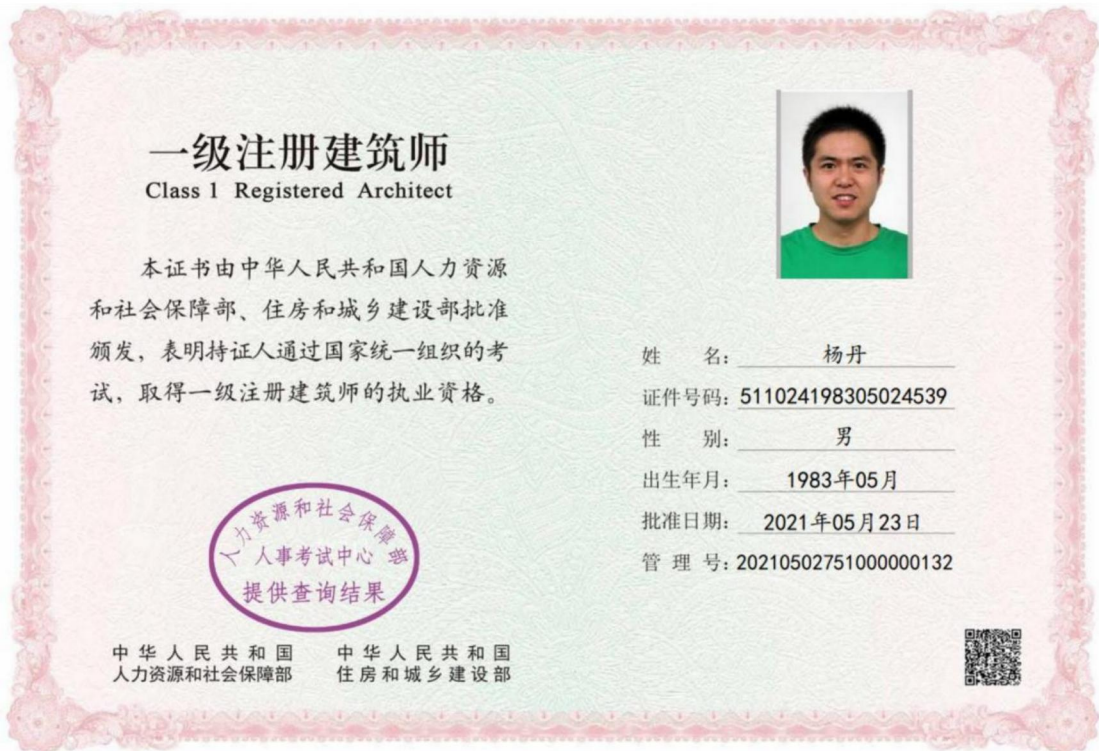 一级注册建筑师
Class 1 Registered Architect
本证书由中华人民共和国人力资源
和社会保障部、住房和城乡建设部批准
颁发，表明持证人通过国家统一组织的考
试，取得一级注册建筑师的执业资格。
人力资源和社会保障部
人事考试中心
提供查询结果
中华人民共和国
人力资源和社会保障部
中华人民共和国
住房和城乡建设部
姓 名：杨丹
证件号码：511024198305024539
性 别：男
出生年月：1983年05月
批准日期：2021年05月23日
管 理 号：20210502751000000132